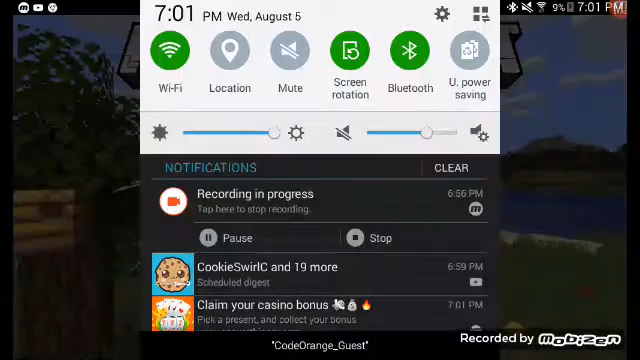 7:01 PM Wed, August 5
9% 7:01 PM
Wi-Fi
Location
Mute
Screen rotation
Bluetooth
U. power saving
NOTIFICATIONS
CLEAR
Recording in progress
6:56 PM
Tap here to stop recording.
Pause
Stop
CookieSwirlC and 19 more
6:59 PM
Scheduled digest
Claim your casino bonus 💸💰🔥
7:01 PM
Pick a present, and collect your bonus
Recorded by mobizen
"CodeOrange_Guest"